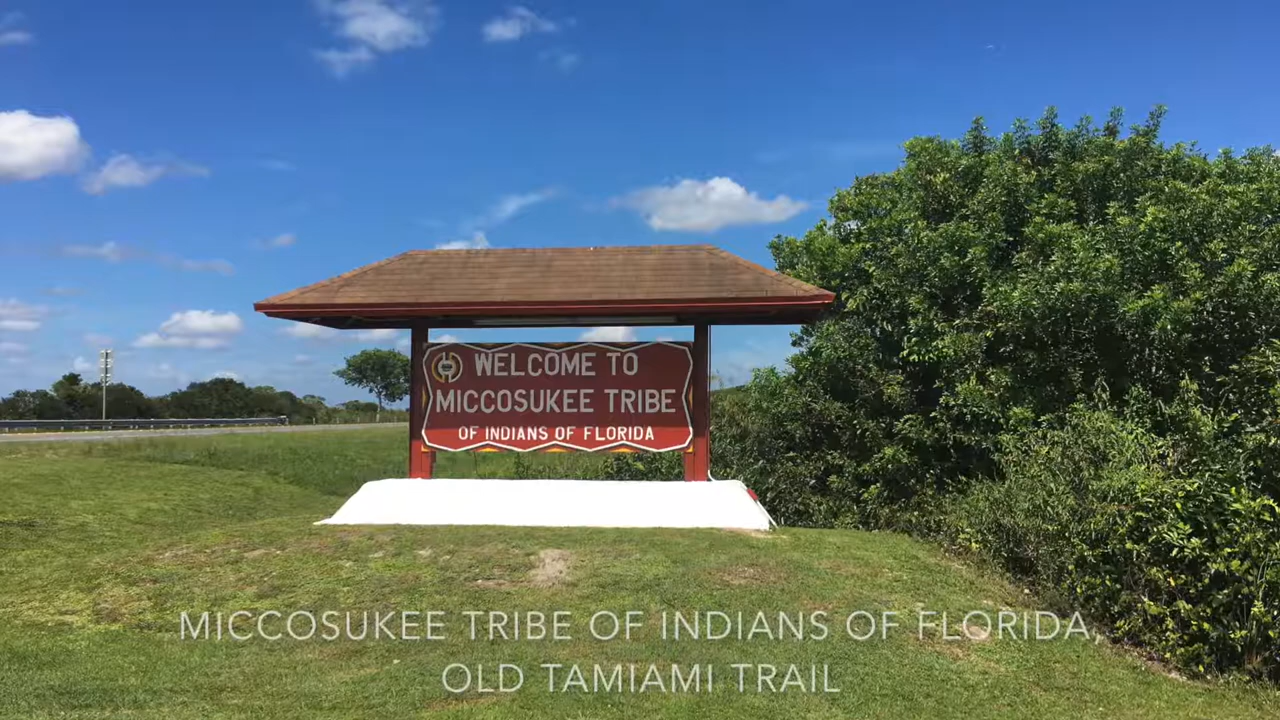 WELCOME TO
MICCOSUKEE TRIBE
OF INDIANS OF FLORIDA
MICCOSUKEE TRIBE OF INDIANS OF FLORIDA,
OLD TAMIAMI TRAIL